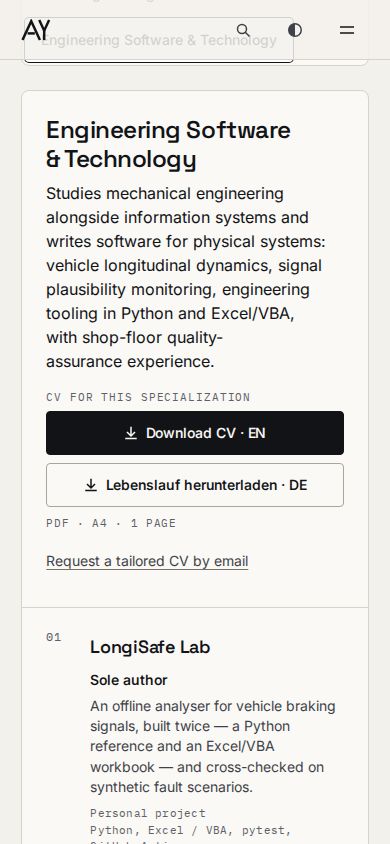 AY
Engineering Software & Technology
Engineering Software
& Technology
Studies mechanical engineering
alongside information systems and
writes software for physical systems:
vehicle longitudinal dynamics, signal
plausibility monitoring, engineering
tooling in Python and Excel/VBA,
with shop-floor quality-
assurance experience.
CV FOR THIS SPECIALIZATION
Download CV · EN
Lebenslauf herunterladen · DE
PDF · A4 · 1 PAGE
Request a tailored CV by email
01
LongiSafe Lab
Sole author
An offline analyser for vehicle braking
signals, built twice — a Python
reference and an Excel/VBA
workbook — and cross-checked on
synthetic fault scenarios.
Personal project
Python, Excel / VBA, pytest,